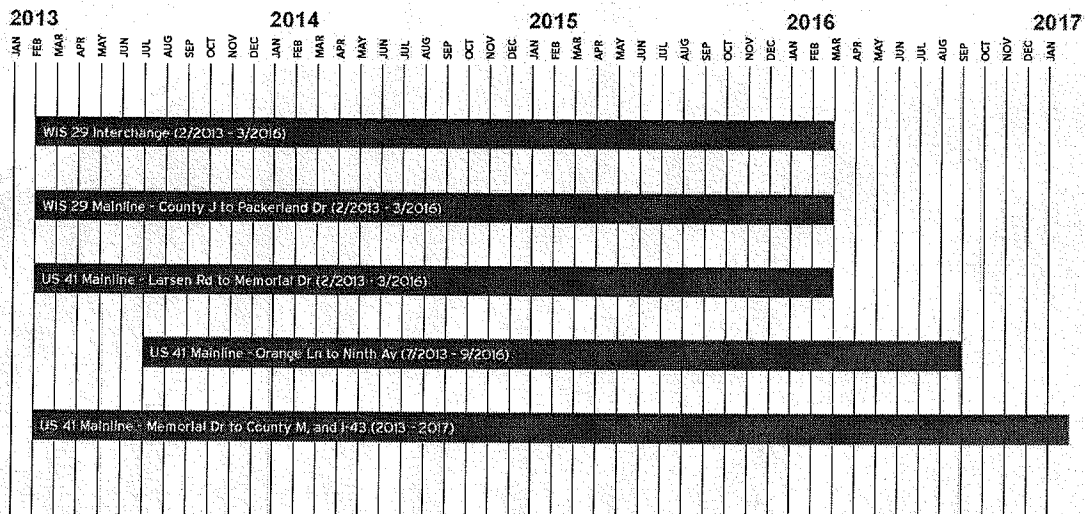 2013 2014 2015 2016 2017
JAN FEB MAR APR MAY JUN JUL AUG SEP OCT NOV DEC JAN FEB MAR APR MAY JUN JUL AUG SEP OCT NOV DEC JAN FEB MAR APR MAY JUN JUL AUG SEP OCT NOV DEC JAN FEB MAR APR MAY JUN JUL AUG SEP OCT NOV DEC JAN
WIS 29 Interchange (2/2013 - 3/2016)
WIS 29 Mainline - County J to Packerland Dr (2/2013 - 3/2016)
US 41 Mainline - Larsen Rd to Memorial Dr (2/2013 - 3/2016)
US 41 Mainline - Orange Ln to Ninth Av (7/2013 - 9/2016)
US 41 Mainline - Memorial Dr to County M, and I-43 (2013 - 2017)